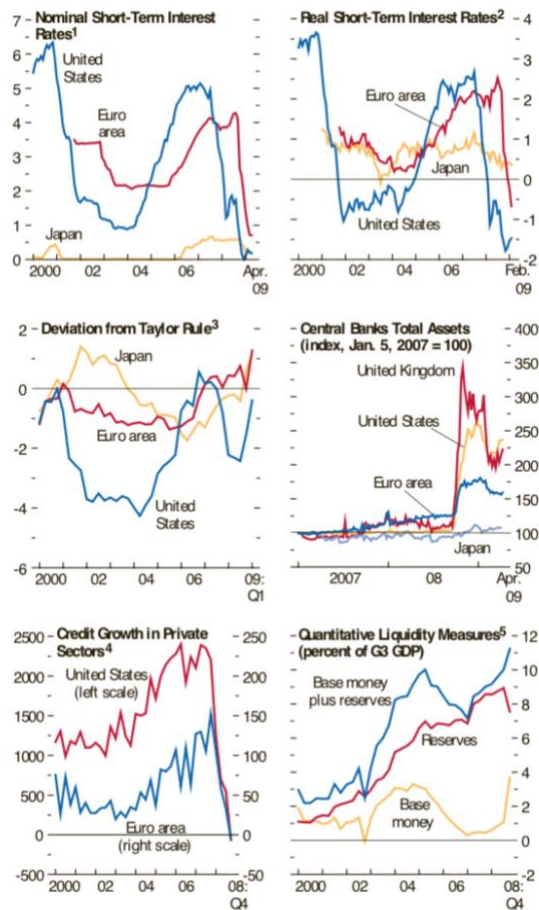 Nominal Short-Term Interest
Rates1
7
6
5
4
3
2
1
0
United
States
Euro
area
Japan
2000 02 04 06 Apr.
09
Real Short-Term Interest Rates2
4
3
2
1
0
-1
-2
Euro area
Japan
United States
2000 02 04 06 Feb.
09
Deviation from Taylor Rule3
2
0
-2
-4
-6
Japan
Euro area
United
States
2000 02 04 06 09:
Q1
Central Banks Total Assets
(index, Jan. 5, 2007 = 100)
400
350
300
250
200
150
100
50
United Kingdom
United States
Euro area
Japan
2007 08 Apr.
09
Credit Growth in Private
Sectors4
2500
2000
1500
1000
500
0
-500
250
200
150
100
50
0
-50
United States
(left scale)
Euro area
(right scale)
2000 02 04 06 08:
Q4
Quantitative Liquidity Measures5
(percent of G3 GDP)
12
10
8
6
4
2
0
-2
Base money
plus reserves
Reserves
Base
money
2000 02 04 06 08:
Q4